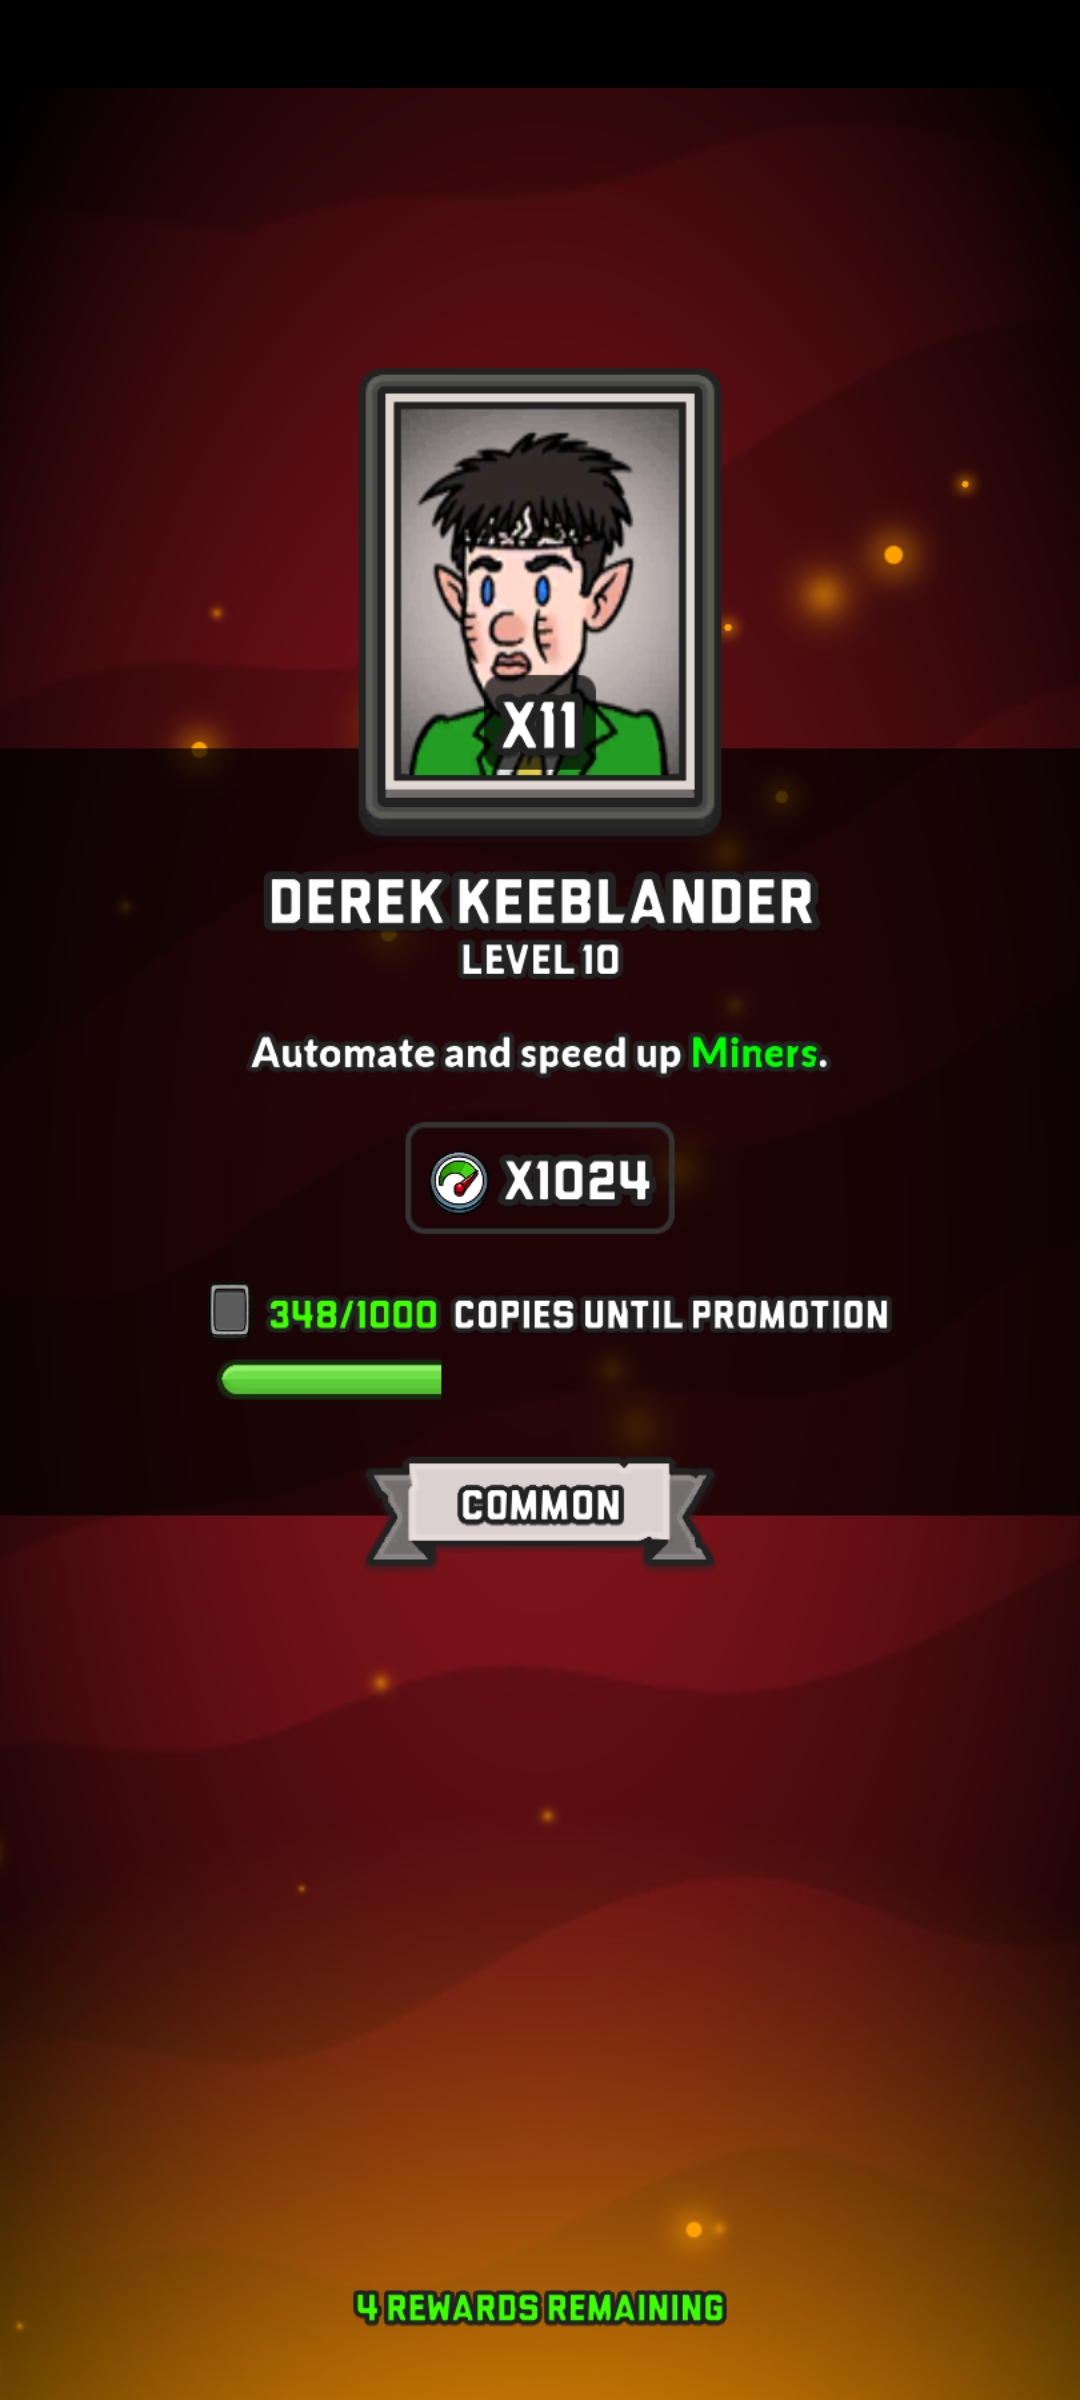 X11
DEREK KEEBLANDER
LEVEL 10
Automate and speed up Miners.
X1024
348/1000 COPIES UNTIL PROMOTION
COMMON
4 REWARDS REMAINING